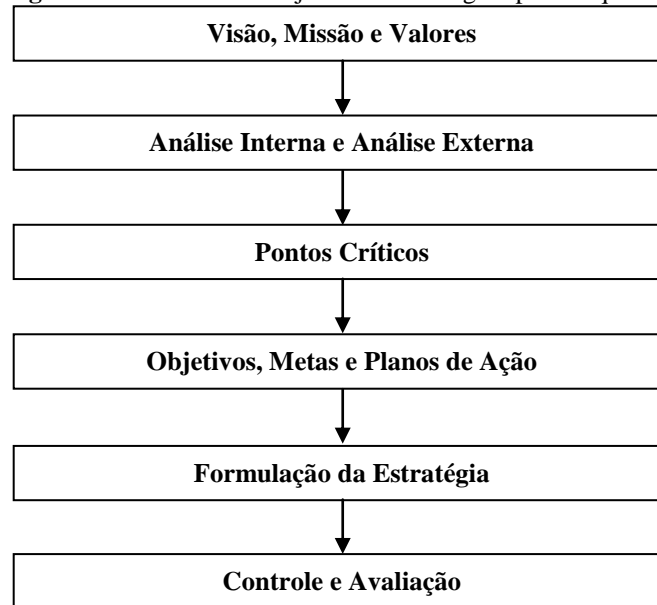 Visão, Missão e Valores
Análise Interna e Análise Externa
Pontos Críticos
Objetivos, Metas e Planos de Ação
Formulação da Estratégia
Controle e Avaliação